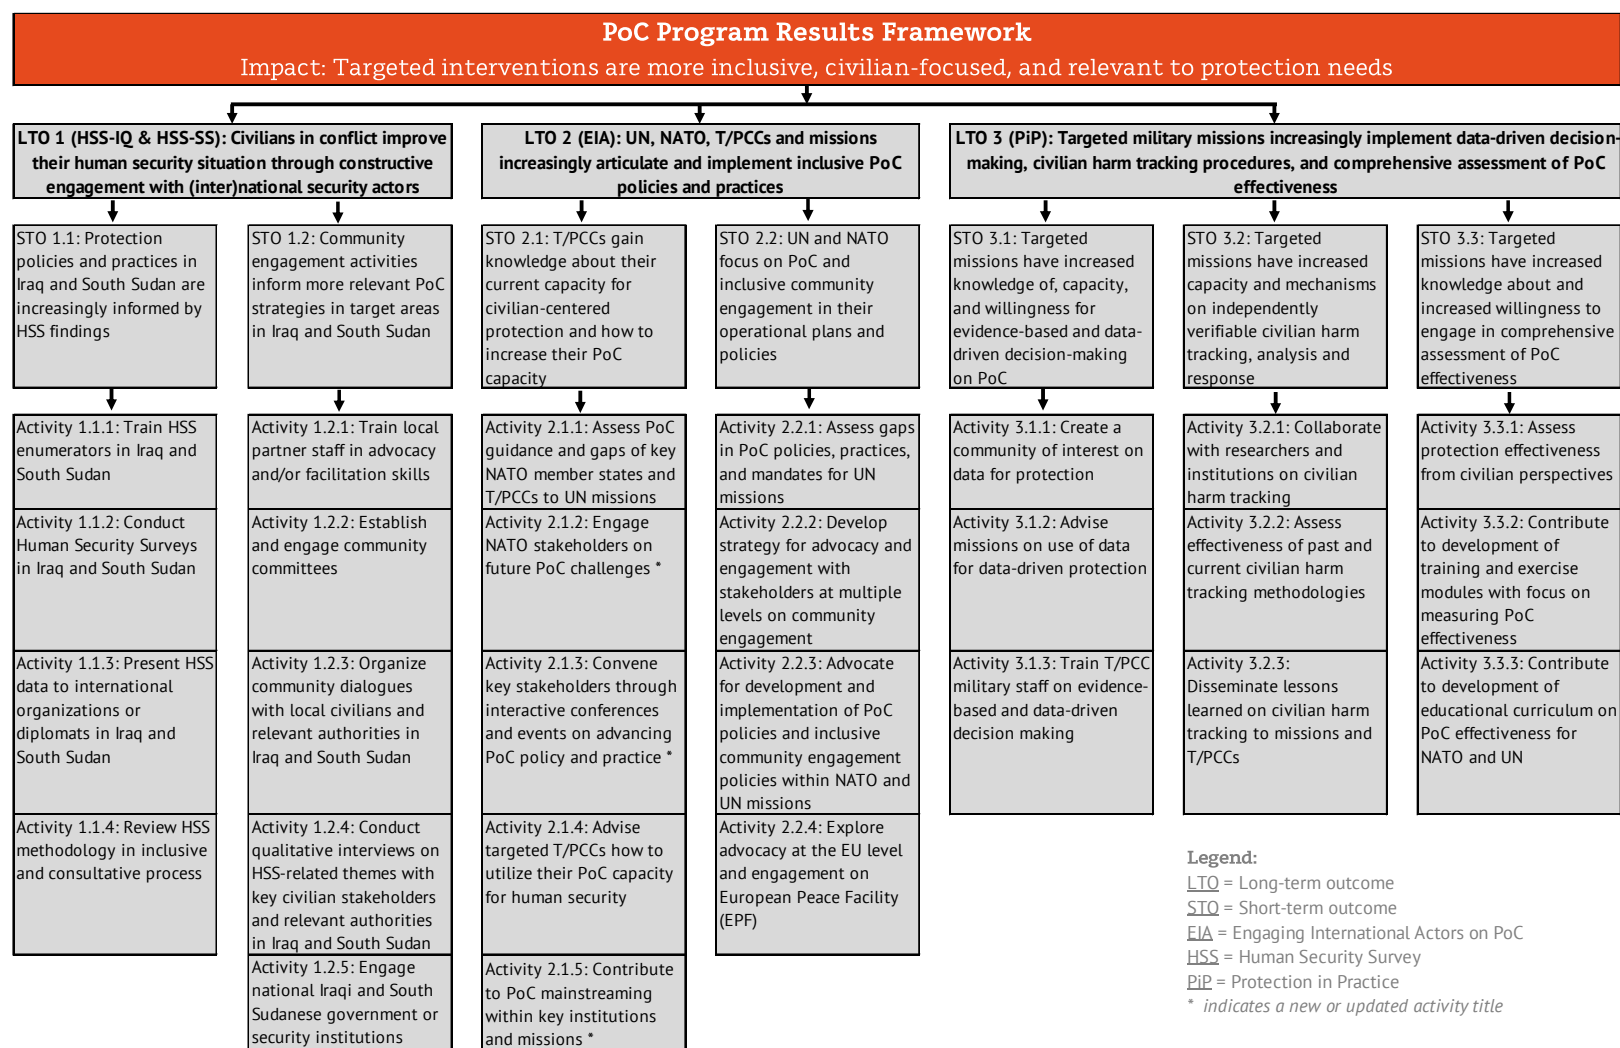 PoC Program Results Framework
Impact: Targeted interventions are more inclusive, civilian-focused, and relevant to protection needs
LTO 1 (HSS-IQ & HSS-SS): Civilians in conflict improve
their human security situation through constructive
engagement with (inter)national security actors
LTO 2 (EIA): UN, NATO, T/PCCs and missions
increasingly articulate and implement inclusive PoC
policies and practices
LTO 3 (PiP): Targeted military missions increasingly implement data-driven decision-
making, civilian harm tracking procedures, and comprehensive assessment of PoC
effectiveness
STO 1.1: Protection
policies and practices in
Iraq and South Sudan are
increasingly informed by
HSS findings
STO 1.2: Community
engagement activities
inform more relevant PoC
strategies in target areas
in Iraq and South Sudan
STO 2.1: T/PCCs gain
knowledge about their
current capacity for
civilian-centered
protection and how to
increase their PoC
capacity
STO 2.2: UN and NATO
focus on PoC and
inclusive community
engagement in their
operational plans and
policies
STO 3.1: Targeted
missions have increased
knowledge of, capacity,
and willingness for
evidence-based and data-
driven decision-making
on PoC
STO 3.2: Targeted
missions have increased
capacity and mechanisms
on independently
verifiable civilian harm
tracking, analysis and
response
STO 3.3: Targeted
missions have increased
knowledge about and
increased willingness to
engage in comprehensive
assessment of PoC
effectiveness
Activity 1.1.1: Train HSS
enumerators in Iraq and
South Sudan
Activity 1.1.2: Conduct
Human Security Surveys
in Iraq and South Sudan
Activity 1.1.3: Present HSS
data to international
organizations or
diplomats in Iraq and
South Sudan
Activity 1.1.4: Review HSS
methodology in inclusive
and consultative process
Activity 1.2.1: Train local
partner staff in advocacy
and/or facilitation skills
Activity 1.2.2: Establish
and engage community
committees
Activity 1.2.3: Organize
community dialogues
with local civilians and
relevant authorities in
Iraq and South Sudan
Activity 1.2.4: Conduct
qualitative interviews on
HSS-related themes with
key civilian stakeholders
and relevant authorities
in Iraq and South Sudan
Activity 1.2.5: Engage
national Iraqi and South
Sudanese government or
security institutions
Activity 2.1.1: Assess PoC
guidance and gaps of key
NATO member states and
T/PCCs to UN missions
Activity 2.1.2: Engage
NATO stakeholders on
future PoC challenges *
Activity 2.1.3: Convene
key stakeholders through
interactive conferences
and events on advancing
PoC policy and practice *
Activity 2.1.4: Advise
targeted T/PCCs how to
utilize their PoC capacity
for human security
Activity 2.1.5: Contribute
to PoC mainstreaming
within key institutions
and missions *
Activity 2.2.1: Assess gaps
in PoC policies, practices,
and mandates for UN
missions
Activity 2.2.2: Develop
strategy for advocacy and
engagement with
stakeholders at multiple
levels on community
engagement
Activity 2.2.3: Advocate
for development and
implementation of PoC
policies and inclusive
community engagement
policies within NATO and
UN missions
Activity 2.2.4: Explore
advocacy at the EU level
and engagement on
European Peace Facility
(EPF)
Activity 3.1.1: Create a
community of interest on
data for protection
Activity 3.1.2: Advise
missions on use of data
for data-driven protection
Activity 3.1.3: Train T/PCC
military staff on evidence-
based and data-driven
decision making
Activity 3.2.1: Collaborate
with researchers and
institutions on civilian
harm tracking
Activity 3.2.2: Assess
effectiveness of past and
current civilian harm
tracking methodologies
Activity 3.2.3:
Disseminate lessons
learned on civilian harm
tracking to missions and
T/PCCs
Activity 3.3.1: Assess
protection effectiveness
from civilian perspectives
Activity 3.3.2: Contribute
to development of
training and exercise
modules with focus on
measuring PoC
effectiveness
Activity 3.3.3: Contribute
to development of
educational curriculum on
PoC effectiveness for
NATO and UN
Legend:
LTO = Long-term outcome
STO = Short-term outcome
EIA = Engaging International Actors on PoC
HSS = Human Security Survey
PiP = Protection in Practice
* indicates a new or updated activity title